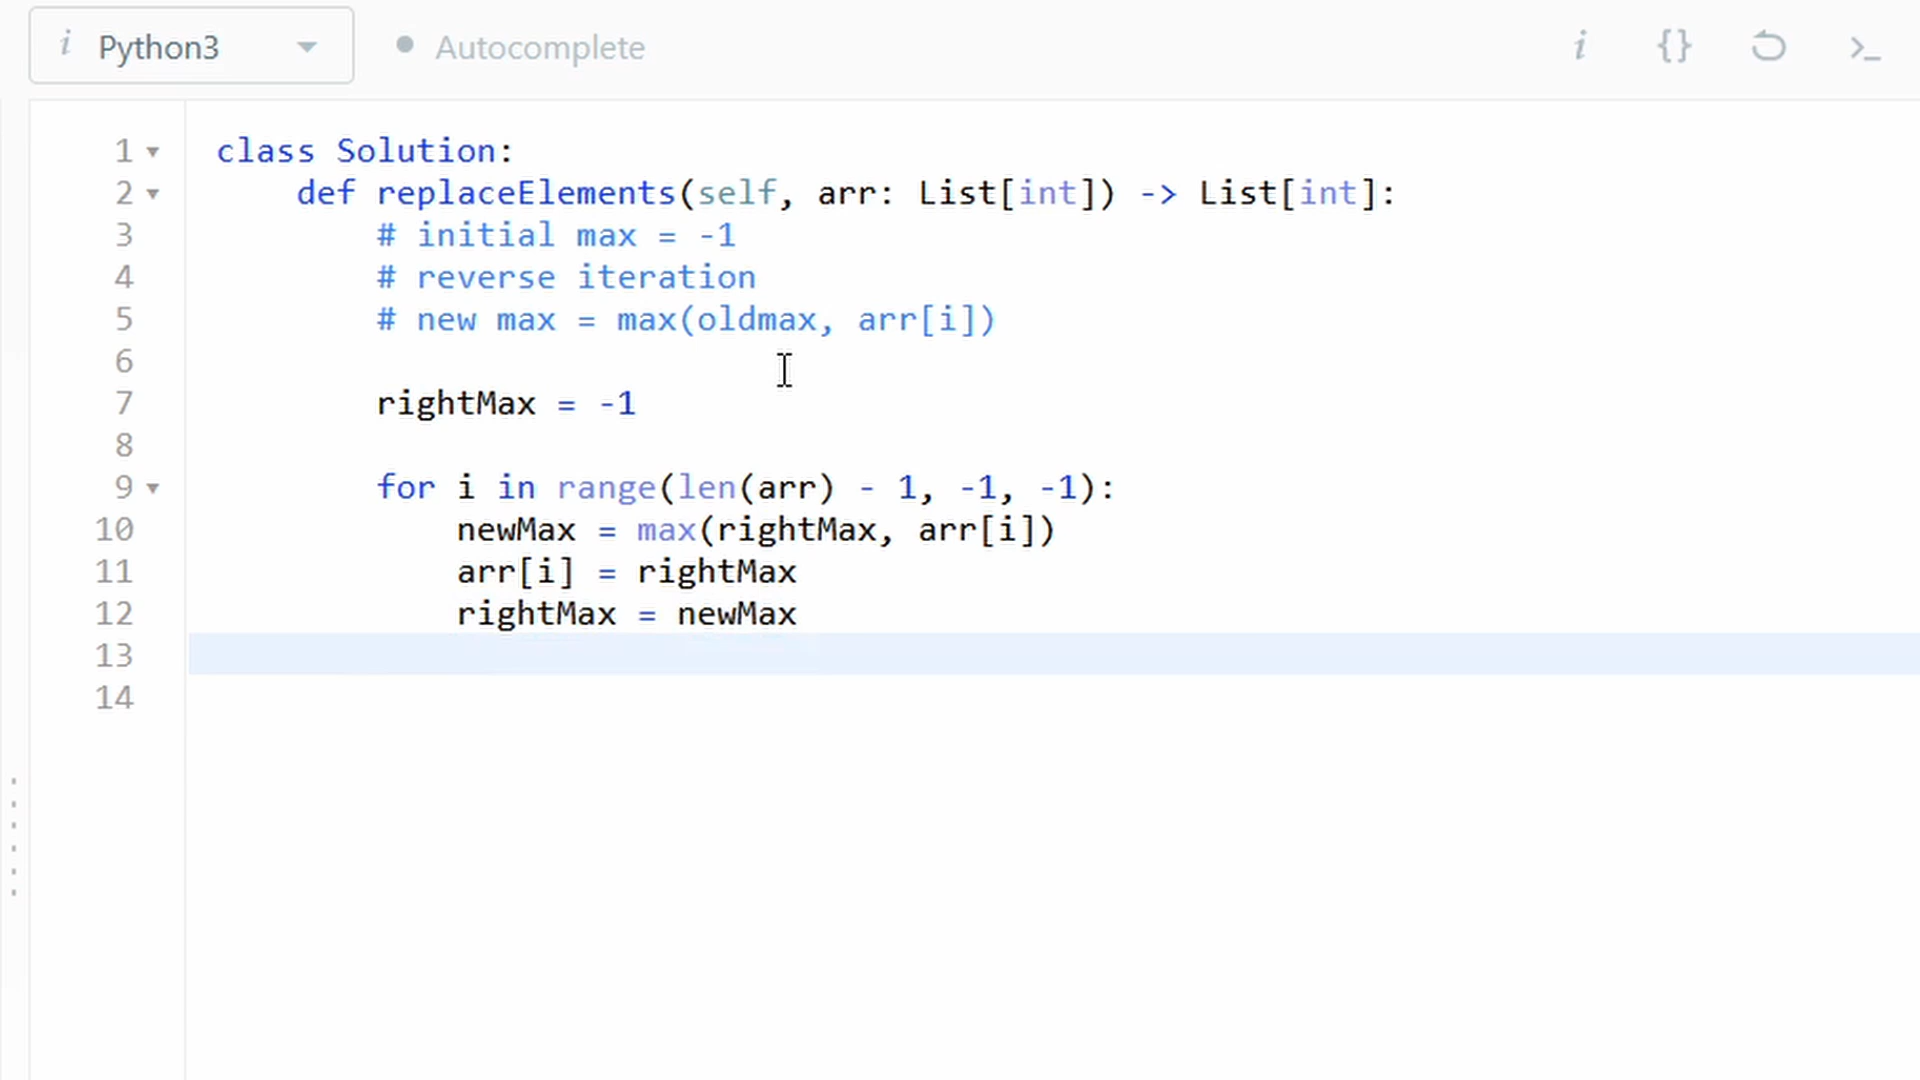 i Python3 Autocomplete i {} >_
1 class Solution:
2 def replaceElements(self, arr: List[int]) -> List[int]:
3 # initial max = -1
4 # reverse iteration
5 # new max = max(oldmax, arr[i])
6
7 rightMax = -1
8
9 for i in range(len(arr) - 1, -1, -1):
10 newMax = max(rightMax, arr[i])
11 arr[i] = rightMax
12 rightMax = newMax
13
14